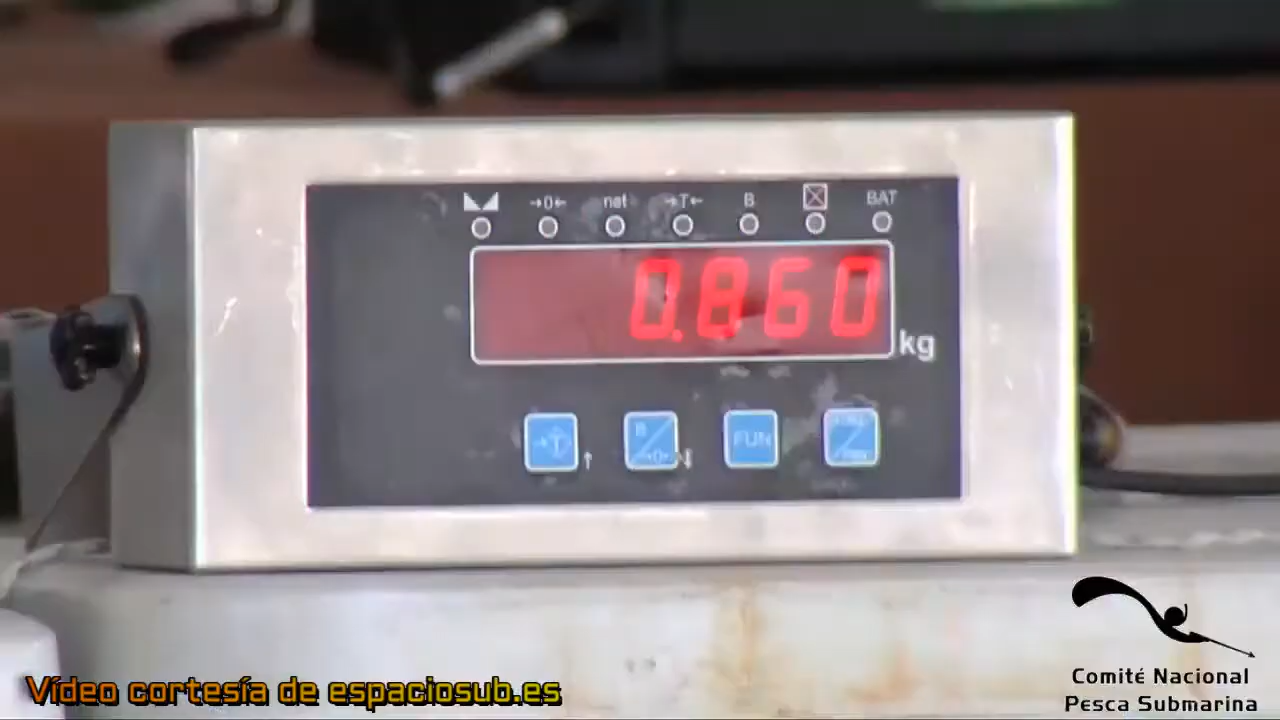 →0← net →T← B BAT
0.860
kg
FUN
Vídeo cortesía de espaciosub.es
Comité Nacional
Pesca Submarina